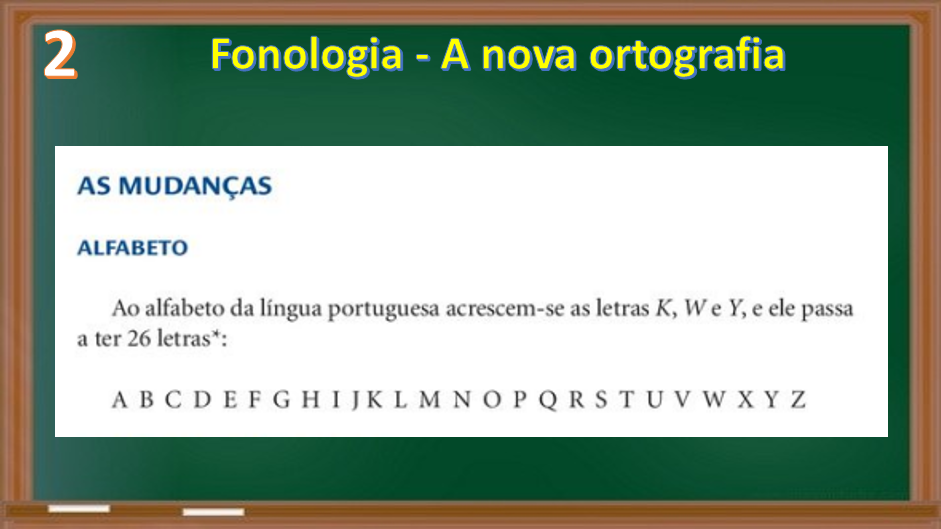 2
Fonologia - A nova ortografia
AS MUDANÇAS
ALFABETO
Ao alfabeto da língua portuguesa acrescem-se as letras K, W e Y, e ele passa
a ter 26 letras*:
A B C D E F G H I J K L M N O P Q R S T U V W X Y Z